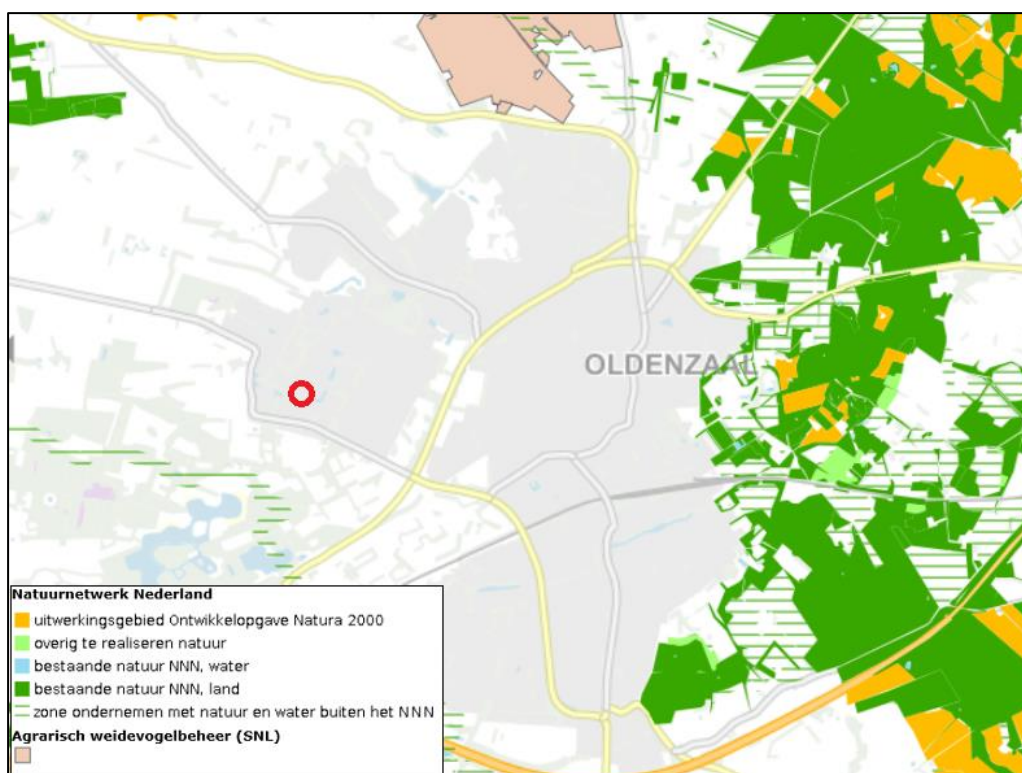 OLDENZAAL
Natuurnetwerk Nederland
uitwerkingsgebied Ontwikkelopgave Natura 2000
overig te realiseren natuur
bestaande natuur NNN, water
bestaande natuur NNN, land
zone ondernemen met natuur en water buiten het NNN
Agrarisch weidevogelbeheer (SNL)